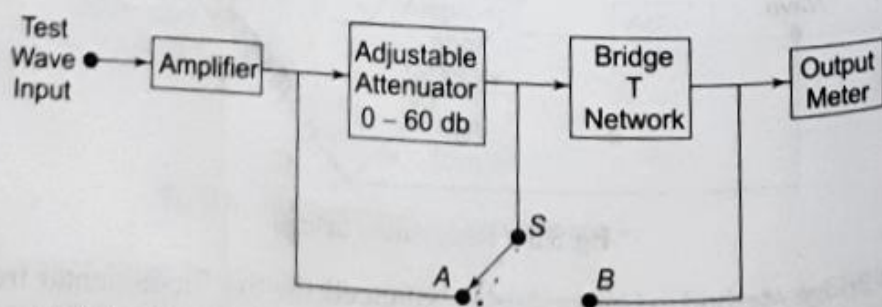 Test
Wave
Input
Amplifier
Adjustable
Attenuator
0 – 60 db
Bridge
T
Network
Output
Meter
S
A
B